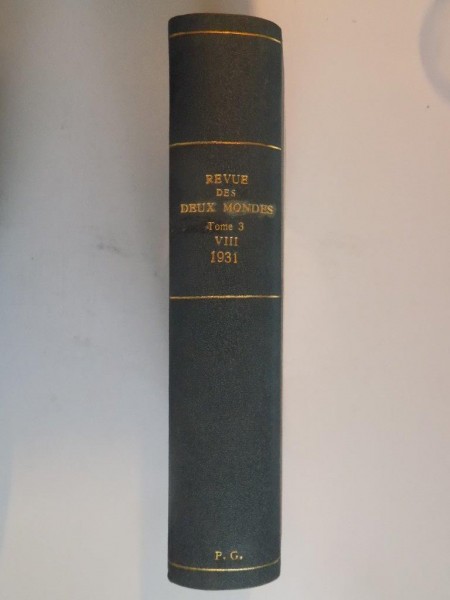 REVUE
DES
DEUX MONDES
Tome 3
VIII
1931
P. G.